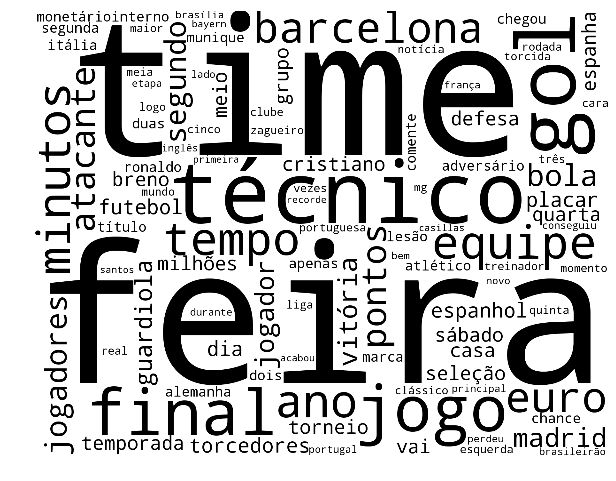 monetáriointerno brasília
segunda maior bayern
itália munique
barcelona
chegou
notícia
rodada
torcida
espanha
time
gol
meia
etapa
segundo
lado
meio
grupo
logo
clube
duas
cinco
zagueiro
inglês
primeira
frança
defesa
comente
cara
minutos
atacante
ronaldo
cristiano
adversário
três
breno
mundo
técnico
vezes
recorde
mg
bola
futebol
placar
título
tempo
portuguesa
lesão
casillas
equipe
quarta
conseguiu
feira
santos
milhões
apenas
pontos
bem
atlético
treinador
momento
novo
jogadores
guardiola
durante
jogador
liga
vitória
espanhol
quinta
real
dia
acabou
marca
sábado
casa
dois
seleção
alemanha
final
ano
jogo
clássico
principal
euro
torneio
chance
temporada
torcedores
portugal
vai
perdeu
esquerda
madrid
brasileirão